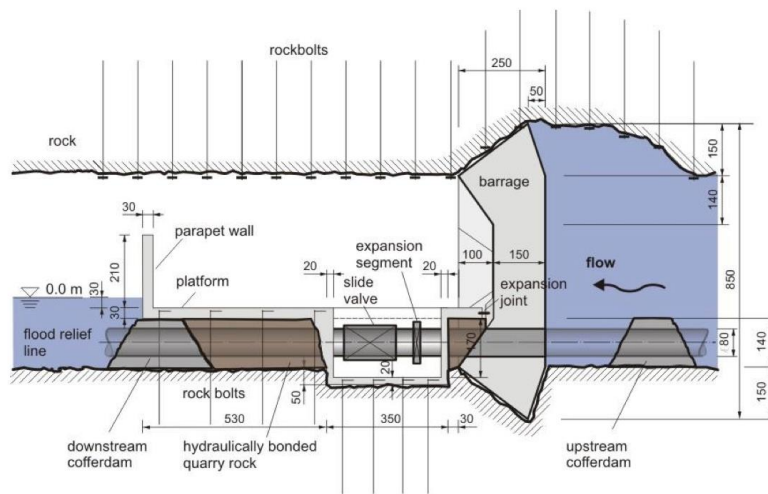 rockbolts
250
50
rock
150
barrage
140
30
parapet wall
expansion
segment
20
20
100
150
slide
valve
expansion
joint
flow
850
210
platform
0.0 m
30
30
flood relief
line
70
80
140
20
50
rock bolts
530
350
30
150
downstream
cofferdam
hydraulically bonded
quarry rock
upstream
cofferdam